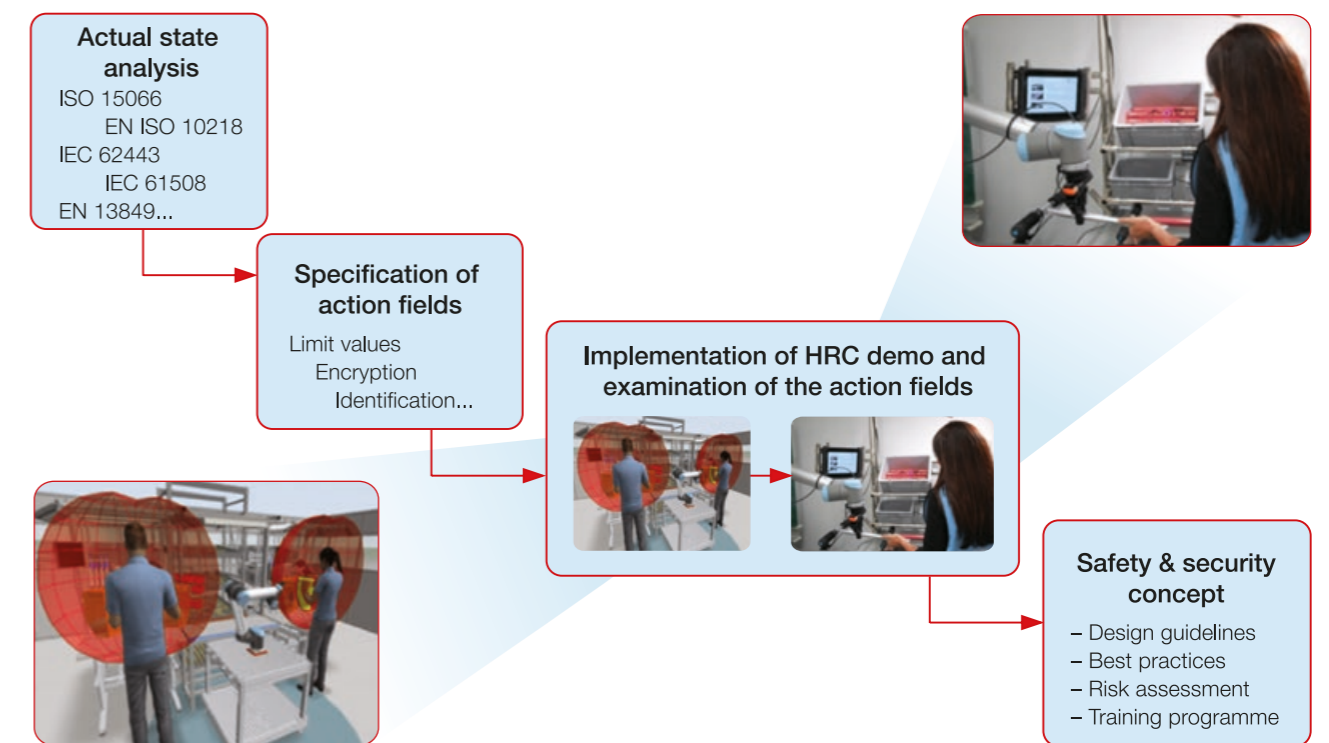 Actual state
analysis
ISO 15066
EN ISO 10218
IEC 62443
IEC 61508
EN 13849...
Specification of
action fields
Limit values
Encryption
Identification...
Implementation of HRC demo and
examination of the action fields
Safety & security
concept
– Design guidelines
– Best practices
– Risk assessment
– Training programme